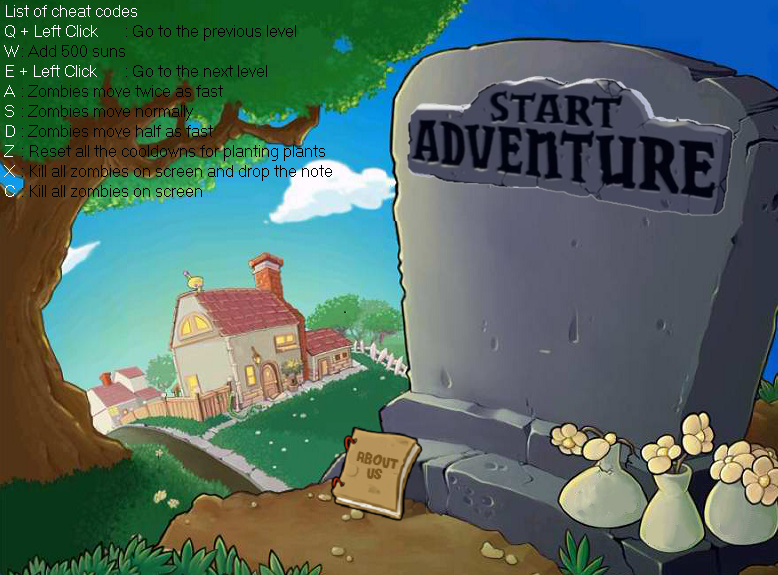 List of cheat codes
Q + Left Click : Go to the previous level
W : Add 500 suns
E + Left Click : Go to the next level
A : Zombies move twice as fast
S : Zombies move normally
D : Zombies move half as fast
Z : Reset all the cooldowns for planting plants
X : Kill all zombies on screen and drop the note
C : Kill all zombies on screen
START
ADVENTURE
ABOUT
US